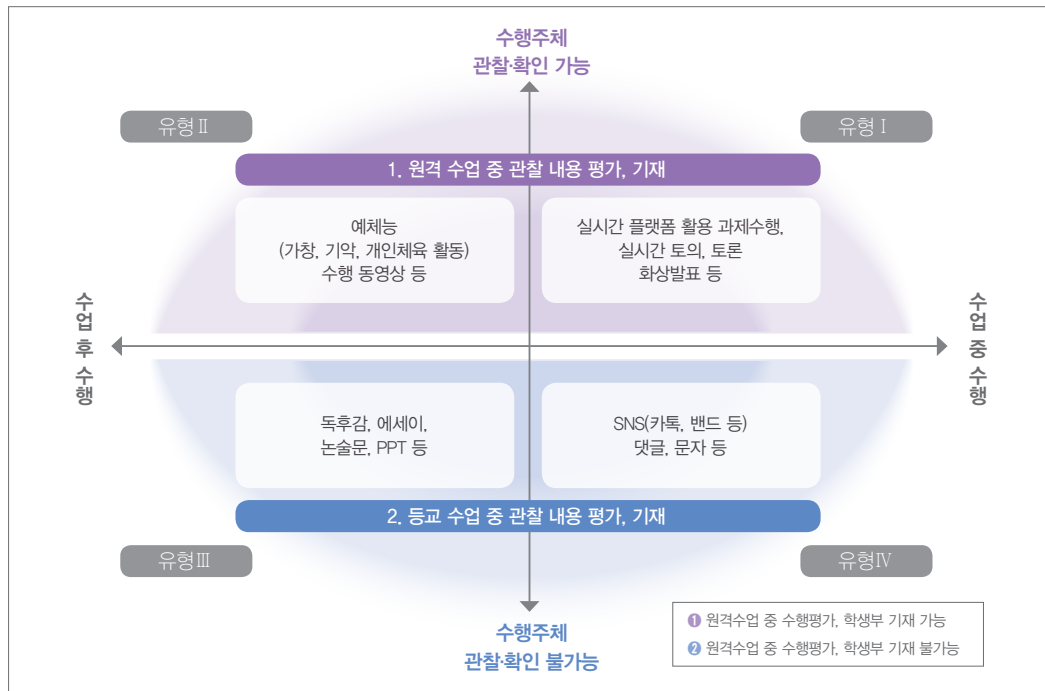 수행주체
관찰·확인 가능
유형Ⅱ
유형Ⅰ
1. 원격 수업 중 관찰 내용 평가, 기재
예체능
(가창, 기악, 개인체육 활동)
수행 동영상 등
실시간 플랫폼 활용 과제수행,
실시간 토의, 토론
화상발표 등
수업 후 수행
수업 중 수행
독후감, 에세이,
논술문, PPT 등
SNS(카톡, 밴드 등)
댓글, 문자 등
2. 등교 수업 중 관찰 내용 평가, 기재
유형Ⅲ
유형Ⅳ
수행주체
관찰·확인 불가능
❶ 원격수업 중 수행평가, 학생부 기재 가능
❷ 원격수업 중 수행평가, 학생부 기재 불가능